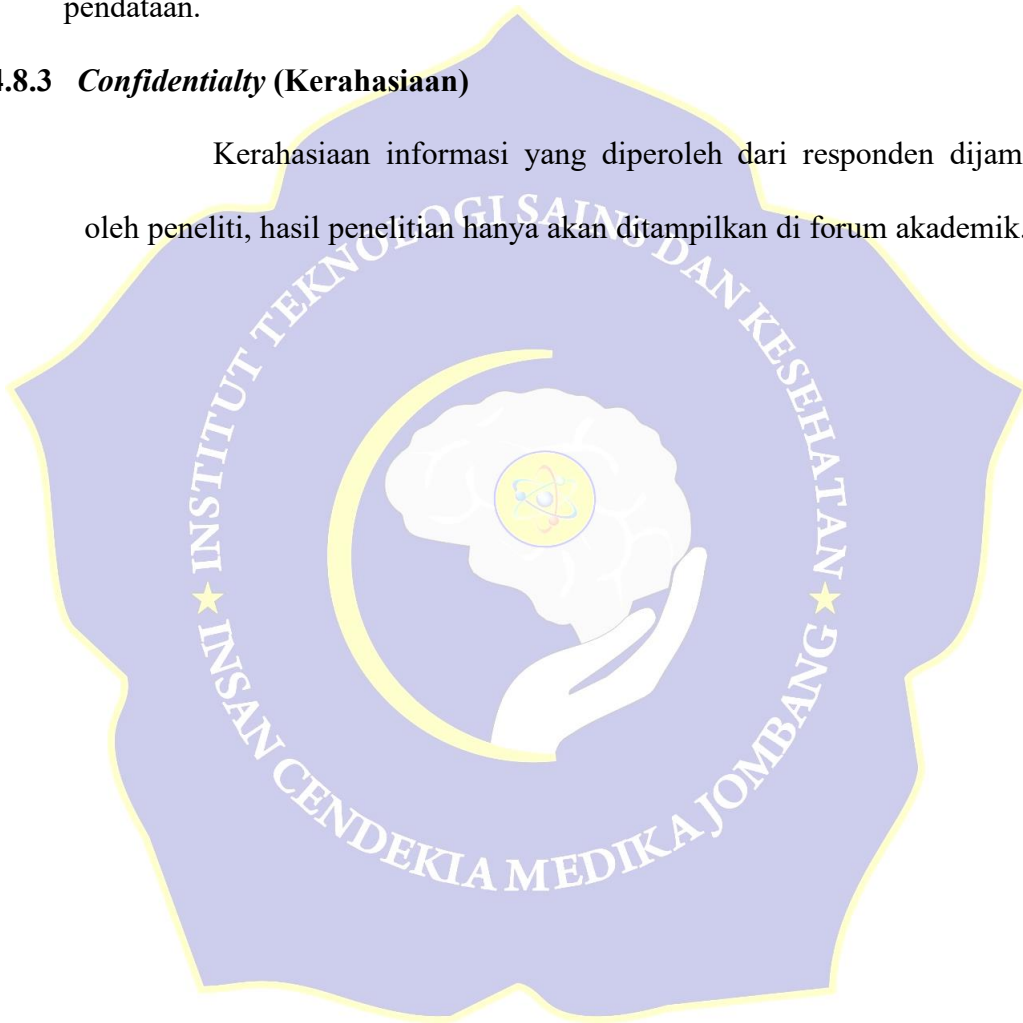 pendataan.
4.8.3 Confidentialty (Kerahasiaan)
Kerahasiaan informasi yang diperoleh dari responden dijam
oleh peneliti, hasil penelitian hanya akan ditampilkan di forum akademik.
INSTITUT TEKNOLOGI SAINS DAN KESEHATAN
INSAN CENDEKIA MEDIKA JOMBANG